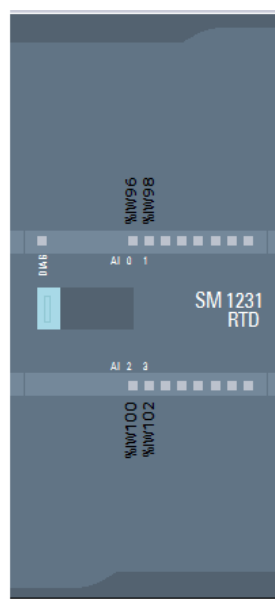 %IW96
%IW98
DIAG
AI 0 1
SM 1231
RTD
AI 2 3
%IW100
%IW102